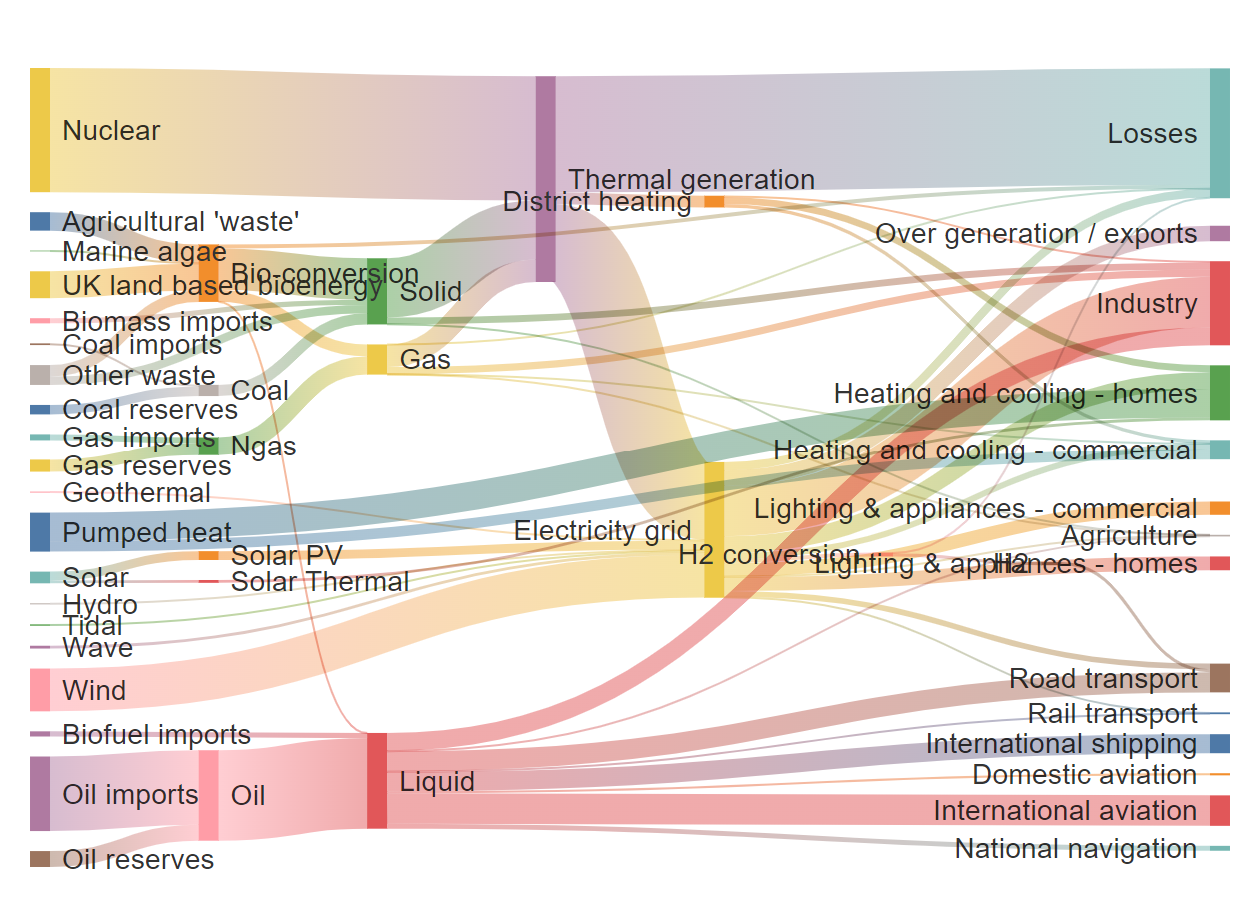 Nuclear
Agricultural 'waste'
Marine algae
UK land based bioenergy
Biomass imports
Coal imports
Other waste
Coal reserves
Gas imports
Gas reserves
Geothermal
Pumped heat
Solar
Hydro
Tidal
Wave
Wind
Biofuel imports
Oil imports
Oil reserves
Bio-conversion
Coal
Ngas
Solar PV
Solar Thermal
Oil
Solid
Gas
Liquid
Thermal generation
District heating
Electricity grid
H2 conversion
H2
Losses
Over generation / exports
Industry
Heating and cooling - homes
Heating and cooling - commercial
Lighting & appliances - commercial
Agriculture
Lighting & appliances - homes
Road transport
Rail transport
International shipping
Domestic aviation
International aviation
National navigation